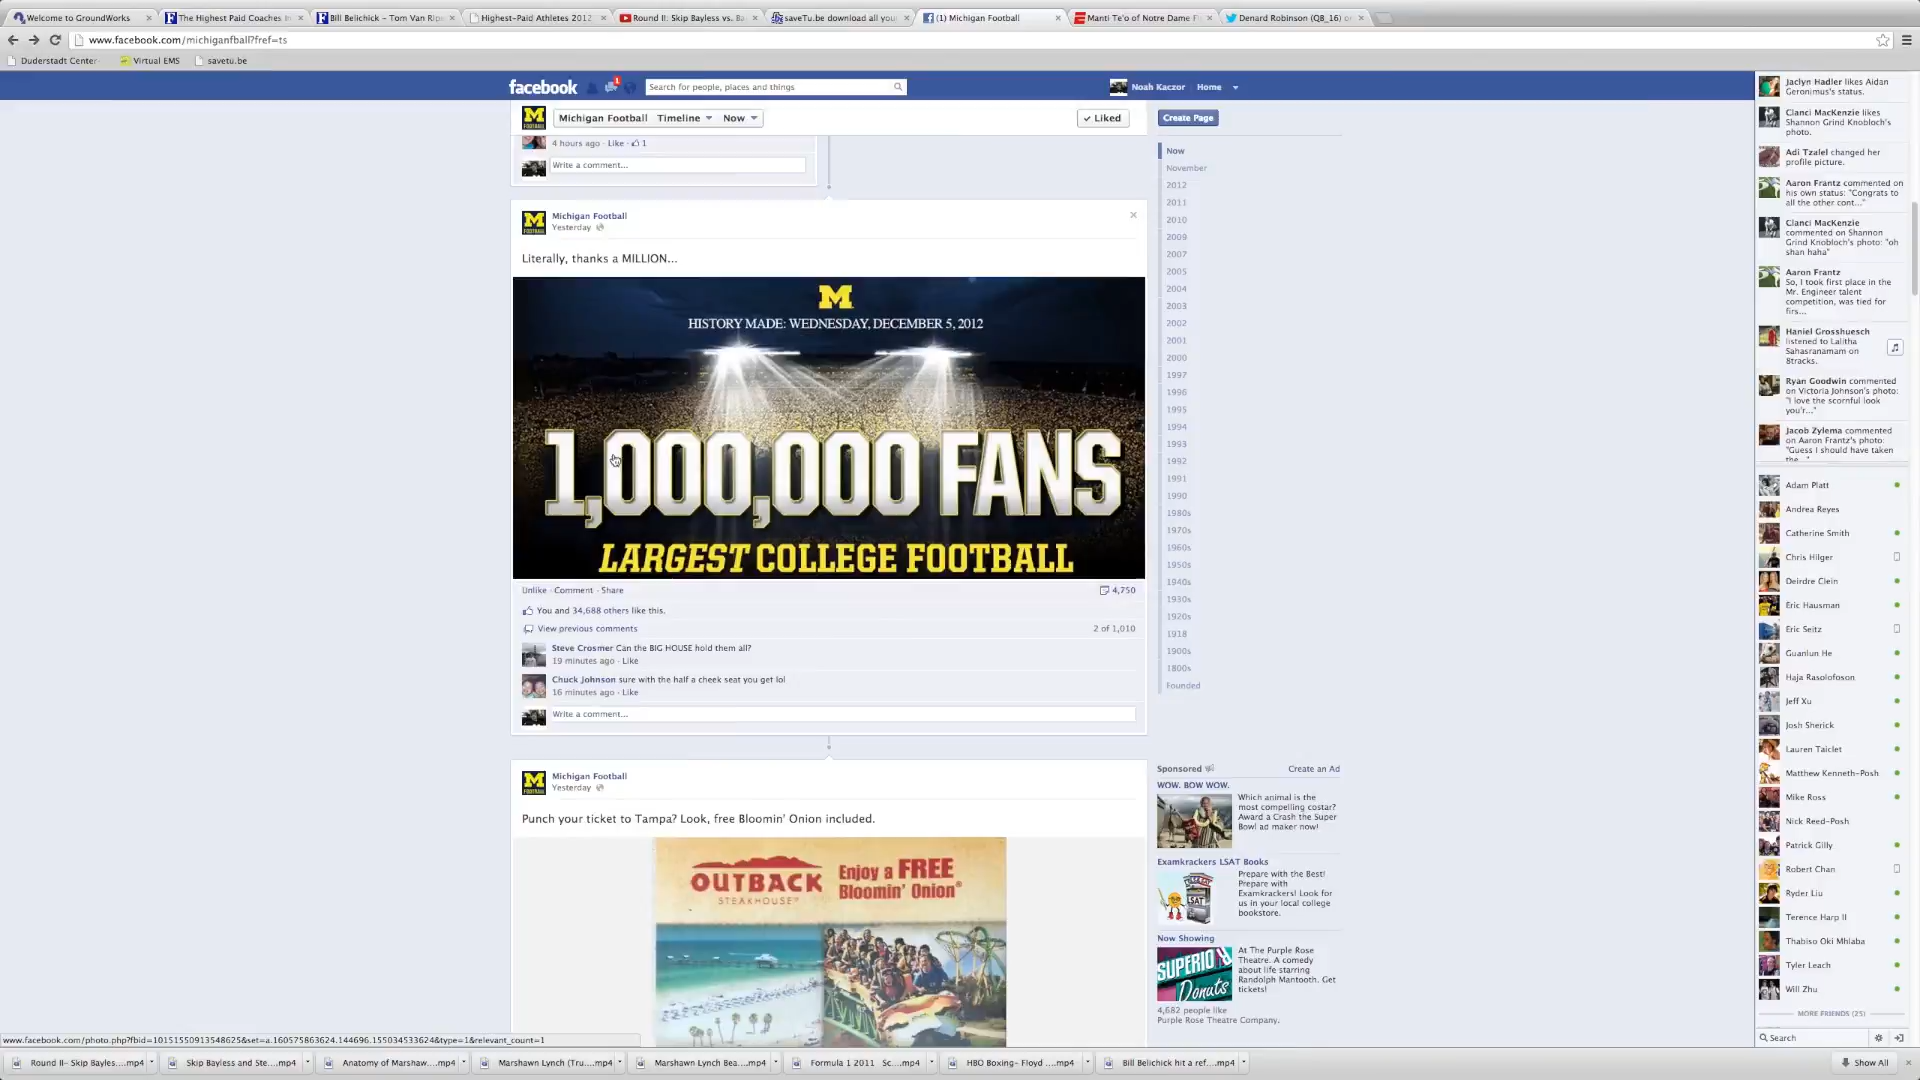 Welcome to GroundWorks
The Highest Paid Coaches
Bill Belichick - Tom Van Rip
Highest-Paid Athletes 2012
Round II: Skip Bayless vs.
saveTu.be download all you
(1) Michigan Football
Manti Te'o of Notre Dame
Denard Robinson (QB_16)
www.facebook.com/michiganfball?fref=ts
Duderstadt Center
Virtual EMS
savetu.be
facebook
1
Search for people, places and things
Noah Kaczor
Home
Michigan Football
Timeline
Now
Liked
Create Page
4 hours ago · Like · 1
Write a comment...
Michigan Football
Yesterday
Literally, thanks a MILLION...
M
HISTORY MADE: WEDNESDAY, DECEMBER 5, 2012
1,000,000 FANS
LARGEST COLLEGE FOOTBALL
Unlike · Comment · Share
4,750
You and 34,688 others like this.
View previous comments
2 of 1,010
Steve Crosmer Can the BIG HOUSE hold them all?
19 minutes ago · Like
Chuck Johnson sure with the half a cheek seat you get lol
16 minutes ago · Like
Write a comment...
Michigan Football
Yesterday
Punch your ticket to Tampa? Look, free Bloomin' Onion included.
OUTBACK
STEAKHOUSE
Enjoy a FREE
Bloomin' Onion®
Now
November
2012
2011
2010
2009
2007
2005
2004
2003
2002
2001
2000
1997
1996
1995
1994
1993
1992
1991
1990
1980s
1970s
1960s
1950s
1940s
1930s
1920s
1918
1900s
1800s
Founded
Sponsored
Create an Ad
WOW. BOW WOW.
Which animal is the
most compelling costar?
Award a Crash the Super
Bowl ad maker now!
Examkrackers LSAT Books
LSAT
Prepare with the Best!
Prepare with
Examkrackers! Look for
us in your local college
bookstore.
Now Showing
SUPERIOR
Donuts
At The Purple Rose
Theatre. A comedy
about life starring
Randolph Mantooth. Get
tickets!
4,682 people like
Purple Rose Theatre Company.
Jaclyn Hadler likes Aidan
Geronimus's status.
Cianci MacKenzie likes
Shannon Grind Knobloch's
photo.
Adi Tzalel changed her
profile picture.
Aaron Frantz commented on
his own status: "Congrats to
all the other cont..."
Cianci MacKenzie
commented on Shannon
Grind Knobloch's photo: "oh
shan haha"
Aaron Frantz
So, I took first place in the
Mr. Engineer talent
competition, was tied for
firs...
Haniel Grosshuesch
listened to Lalitha
Sahasranamam on
8tracks.
Ryan Goodwin commented
on Victoria Johnson's photo:
"I love the scornful look
you'r..."
Jacob Zylema commented
on Aaron Frantz's photo:
"Guess I should have taken
the..."
Adam Platt
Andrea Reyes
Catherine Smith
Chris Hilger
Deirdre Clein
Eric Hausman
Eric Seitz
Guanlun He
Haja Rasolofoson
Jeff Xu
Josh Sherick
Lauren Taiclet
Matthew Kenneth-Posh
Mike Ross
Nick Reed-Posh
Patrick Gilly
Robert Chan
Ryder Liu
Terence Harp II
Thabiso Oki Mhlaba
Tyler Leach
Will Zhu
MORE FRIENDS (25)
Search
www.facebook.com/photo.php?fbid=10151550913548625&set=a.160575863624.144696.155034533624&type=1&relevant_count=1
Round II- Skip Bayles....mp4
Skip Bayless and Ste....mp4
Anatomy of Marshaw....mp4
Marshawn Lynch (Tru....mp4
Marshawn Lynch Bea....mp4
Formula 1 2011 Sc....mp4
HBO Boxing- Floyd ....mp4
Bill Belichick hit a ref....mp4
Show All